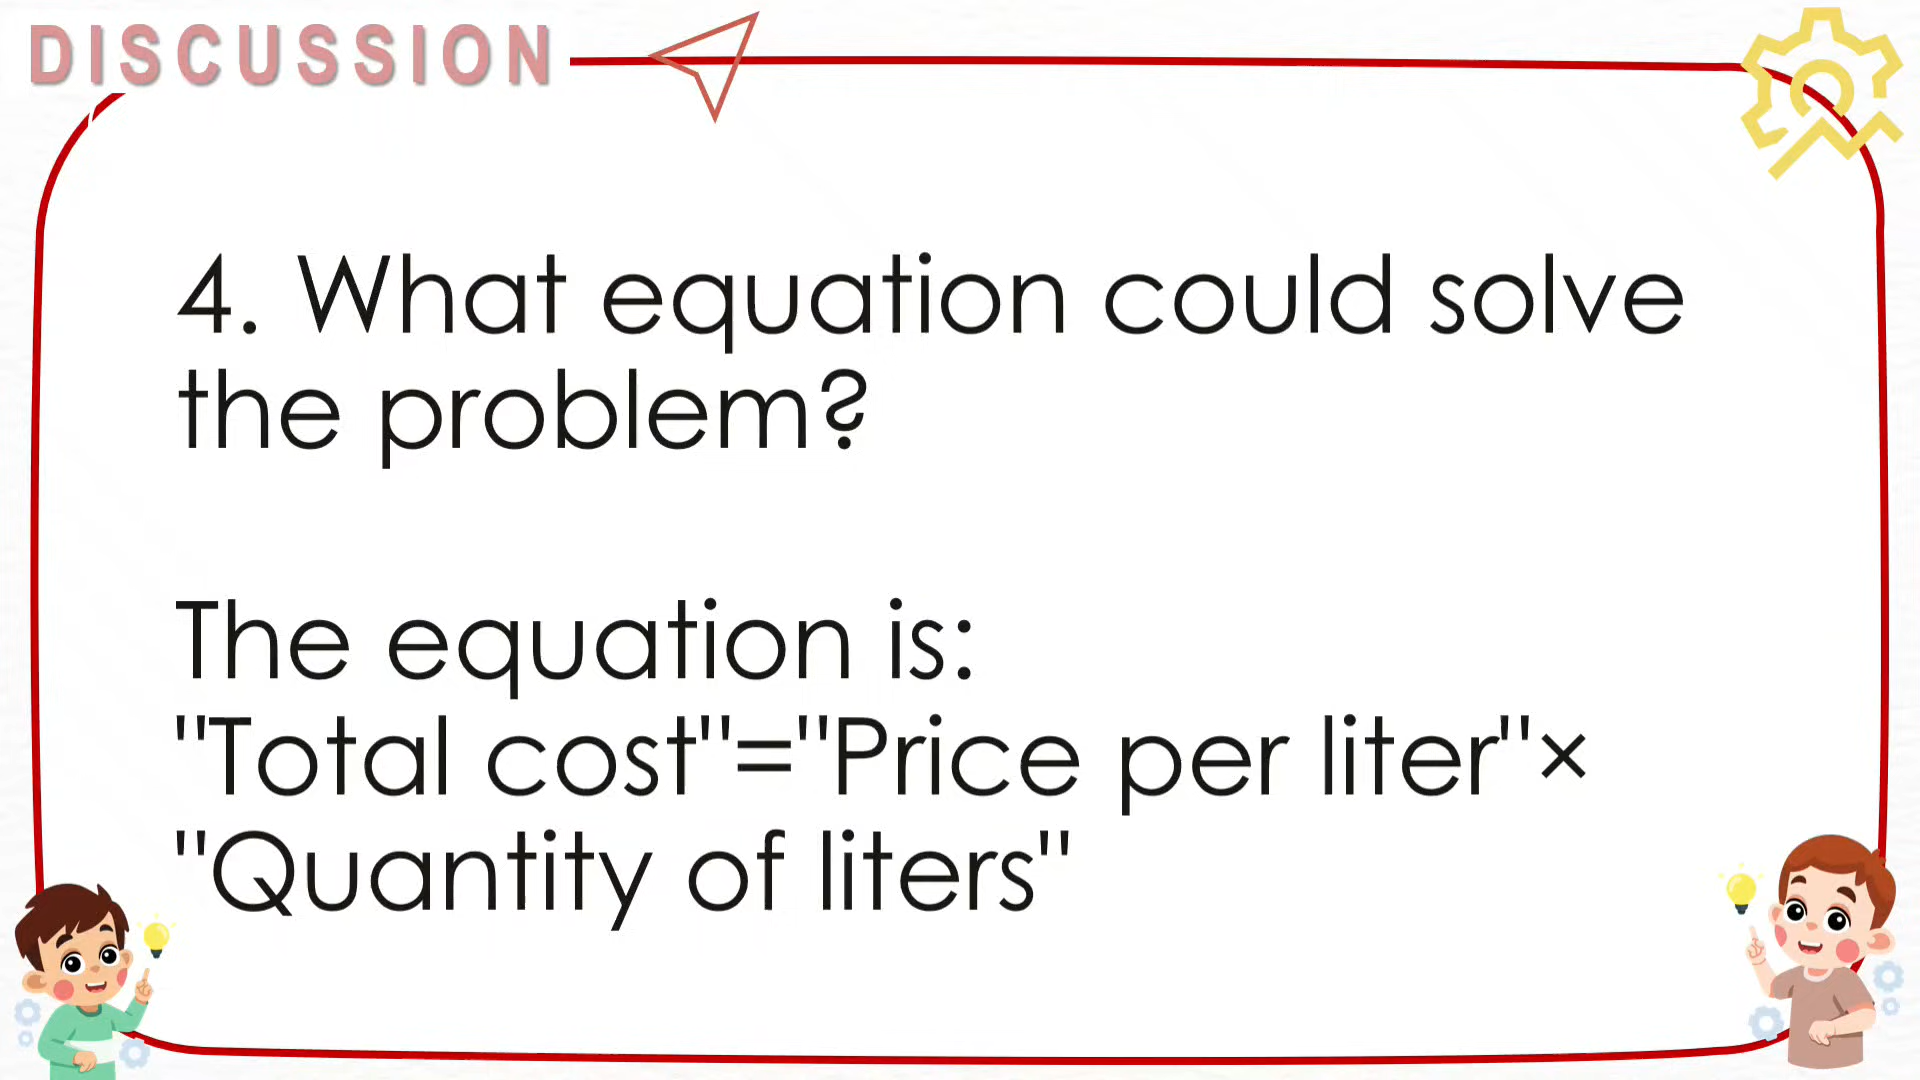 DISCUSSION
4. What equation could solve
the problem?
The equation is:
"Total cost"="Price per liter"×
"Quantity of liters"